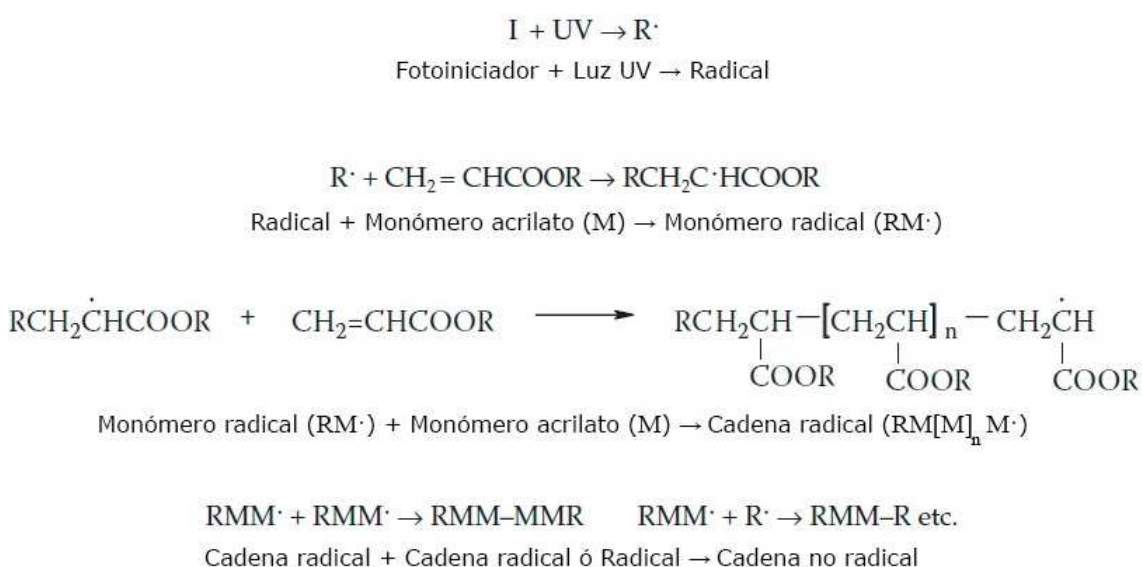 I + UV → R·
Fotoiniciador + Luz UV → Radical
R· + CH₂ = CHCOOR → RCH₂C·HCOOR
Radical + Monómero acrilato (M) → Monómero radical (RM·)
RCH₂ĊHCOOR + CH₂=CHCOOR → RCH₂CH–[CH₂CH]ₙ – CH₂ĊH
COOR COOR COOR
Monómero radical (RM·) + Monómero acrilato (M) → Cadena radical (RM[M]ₙ M·)
RMM· + RMM· → RMM–MMR RMM· + R· → RMM–R etc.
Cadena radical + Cadena radical ó Radical → Cadena no radical